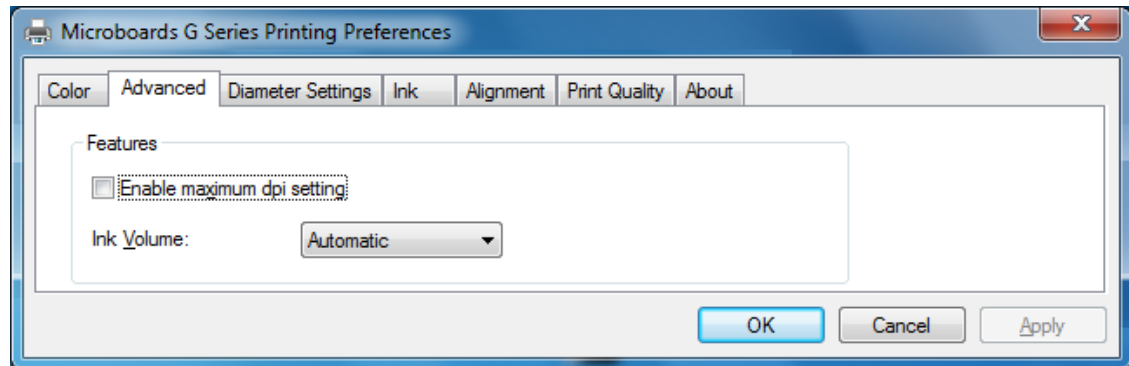 Microboards G Series Printing Preferences
X
Color Advanced Diameter Settings Ink Alignment Print Quality About
Features
Enable maximum dpi setting
Ink Volume: Automatic
OK Cancel Apply